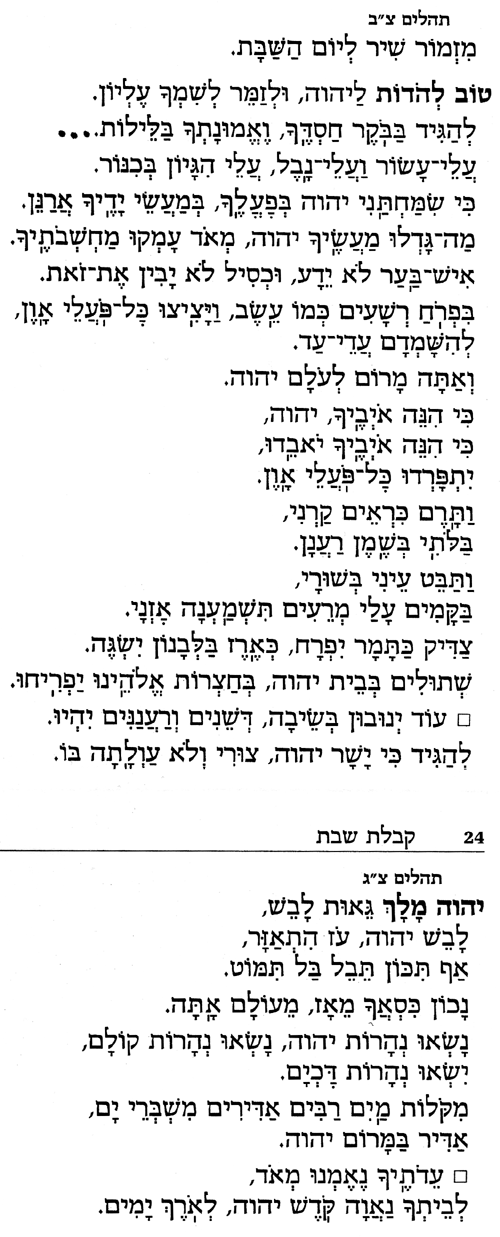 תהלים צ״ב
מִזְמוֹר שִׁיר לְיוֹם הַשַּׁבָּת.
טוֹב לְהֹדוֹת לַיהוה, וּלְזַמֵּר לְשִׁמְךָ עֶלְיוֹן.
לְהַגִּיד בַּבֹּֽקֶר חַסְדֶּֽךָ, וֶאֱמוּנָתְךָ בַּלֵּילוֹת....
עֲלֵי־עָשׂוֹר וַעֲלֵי־נָֽבֶל, עֲלֵי הִגָּיוֹן בְּכִנּוֹר.
כִּי שִׂמַּחְתַּֽנִי יהוה בְּפָעֳלֶֽךָ, בְּמַעֲשֵׂי יָדֶֽיךָ אֲרַנֵּן.
מַה־גָּדְלוּ מַעֲשֶֽׂיךָ יהוה, מְאֹד עָמְקוּ מַחְשְׁבֹתֶֽיךָ.
אִישׁ־בַּֽעַר לֹא יֵדָע, וּכְסִיל לֹא יָבִין אֶת־זֹאת.
בִּפְרֹֽחַ רְשָׁעִים כְּמוֹ עֵֽשֶׂב, וַיָּצִֽיצוּ כׇּל־פֹּֽעֲלֵי אָֽוֶן,
לְהִשָּׁמְדָם עֲדֵי־עַד.
וְאַתָּה מָרוֹם לְעֹלָם יהוה.
כִּי הִנֵּה אֹיְבֶֽיךָ, יהוה,
כִּי הִנֵּה אֹיְבֶֽיךָ יֹאבֵֽדוּ,
יִתְפָּרְדוּ כׇּל־פֹּֽעֲלֵי אָֽוֶן.
וַתָּֽרֶם כִּרְאֵים קַרְנִי,
בַּלֹּתִֽי בְּשֶֽׁמֶן רַעֲנָן.
וַתַּבֵּט עֵינִי בְּשׁוּרָי,
בַּקָּמִים עָלַי מְרֵעִים תִּשְׁמַֽעְנָה אׇזְנָי.
צַדִּיק כַּתָּמָר יִפְרָח, כְּאֶֽרֶז בַּלְּבָנוֹן יִשְׂגֶּה.
שְׁתוּלִים בְּבֵית יהוה, בְּחַצְרוֹת אֱלֹהֵֽינוּ יַפְרִֽיחוּ.
□ עוֹד יְנוּבוּן בְּשֵׂיבָה, דְּשֵׁנִים וְרַעֲנַנִּים יִהְיוּ.
לְהַגִּיד כִּי יָשָׁר יהוה, צוּרִי וְלֹא עַוְלָֽתָה בּוֹ.
24 קבלת שבת
תהלים צ״ג
יהוה מָלָךְ גֵּאוּת לָבֵשׁ,
לָבֵשׁ יהוה, עֹז הִתְאַזָּר,
אַף תִּכּוֹן תֵּבֵל בַּל תִּמּוֹט.
נָכוֹן כִּסְאֲךָ מֵאָז, מֵעוֹלָם אָֽתָּה.
נָשְׂאוּ נְהָרוֹת יהוה, נָשְׂאוּ נְהָרוֹת קוֹלָם,
יִשְׂאוּ נְהָרוֹת דׇּכְיָם.
מִקֹּלוֹת מַֽיִם רַבִּים אַדִּירִים מִשְׁבְּרֵי יָם,
אַדִּיר בַּמָּרוֹם יהוה.
□ עֵדֹתֶֽיךָ נֶאֶמְנוּ מְאֹד,
לְבֵיתְךָ נַאֲוָה קֹֽדֶשׁ יהוה, לְאֹֽרֶךְ יָמִים.